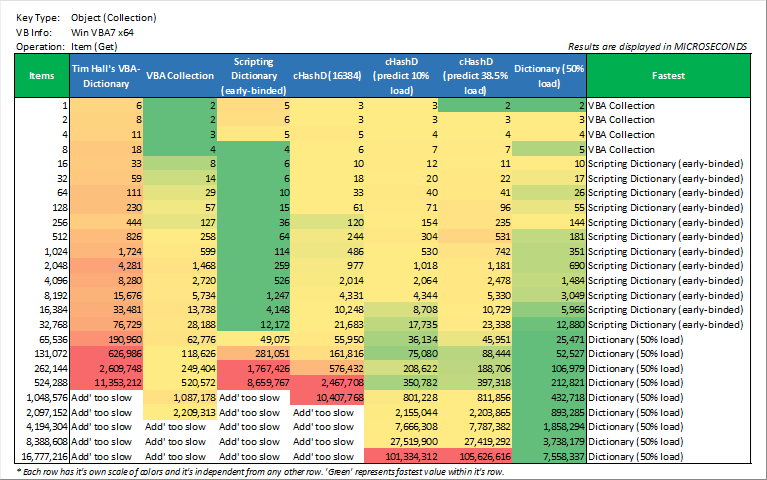 Key Type: Object (Collection)
VB Info: Win VBA7 x64
Operation: Item (Get) Results are displayed in MICROSECONDS
Items Tim Hall's VBA-Dictionary VBA Collection Scripting Dictionary (early-binded) cHashD (16384) cHashD (predict 10% load) cHashD (predict 38.5% load) Dictionary (50% load) Fastest
1 6 2 5 3 3 2 2 VBA Collection
2 8 2 6 3 3 3 3 VBA Collection
4 11 3 5 5 4 4 4 VBA Collection
8 18 4 4 6 7 7 5 VBA Collection
16 33 8 6 10 12 11 10 Scripting Dictionary (early-binded)
32 59 14 6 18 20 22 17 Scripting Dictionary (early-binded)
64 111 29 10 33 40 41 26 Scripting Dictionary (early-binded)
128 230 57 15 61 71 96 55 Scripting Dictionary (early-binded)
256 444 127 36 120 154 235 144 Scripting Dictionary (early-binded)
512 826 258 64 244 304 531 181 Scripting Dictionary (early-binded)
1,024 1,724 599 114 486 530 742 351 Scripting Dictionary (early-binded)
2,048 4,281 1,468 259 977 1,018 1,181 690 Scripting Dictionary (early-binded)
4,096 8,280 2,720 526 2,014 2,064 2,478 1,484 Scripting Dictionary (early-binded)
8,192 15,676 5,734 1,247 4,331 4,344 5,330 3,049 Scripting Dictionary (early-binded)
16,384 33,481 13,738 4,148 10,248 8,708 10,729 5,966 Scripting Dictionary (early-binded)
32,768 76,729 28,188 12,172 21,683 17,735 23,338 12,880 Scripting Dictionary (early-binded)
65,536 190,960 62,776 49,075 55,950 36,134 45,951 25,471 Dictionary (50% load)
131,072 626,986 118,626 281,051 161,816 75,080 88,444 52,527 Dictionary (50% load)
262,144 2,609,748 249,404 1,767,426 576,432 208,622 188,706 106,979 Dictionary (50% load)
524,288 11,353,212 520,572 8,659,767 2,467,708 350,782 397,318 212,821 Dictionary (50% load)
1,048,576 Add' too slow 1,087,178 Add' too slow 10,407,768 801,228 811,856 432,718 Dictionary (50% load)
2,097,152 Add' too slow 2,209,313 Add' too slow Add' too slow 2,155,044 2,203,865 893,285 Dictionary (50% load)
4,194,304 Add' too slow Add' too slow Add' too slow Add' too slow 7,666,308 7,787,382 1,858,294 Dictionary (50% load)
8,388,608 Add' too slow Add' too slow Add' too slow Add' too slow 27,519,900 27,419,292 3,738,179 Dictionary (50% load)
16,777,216 Add' too slow Add' too slow Add' too slow Add' too slow 101,334,312 105,626,616 7,558,337 Dictionary (50% load)
* Each row has it's own scale of colors and it's independent from any other row. 'Green' represents fastest value within it's row.